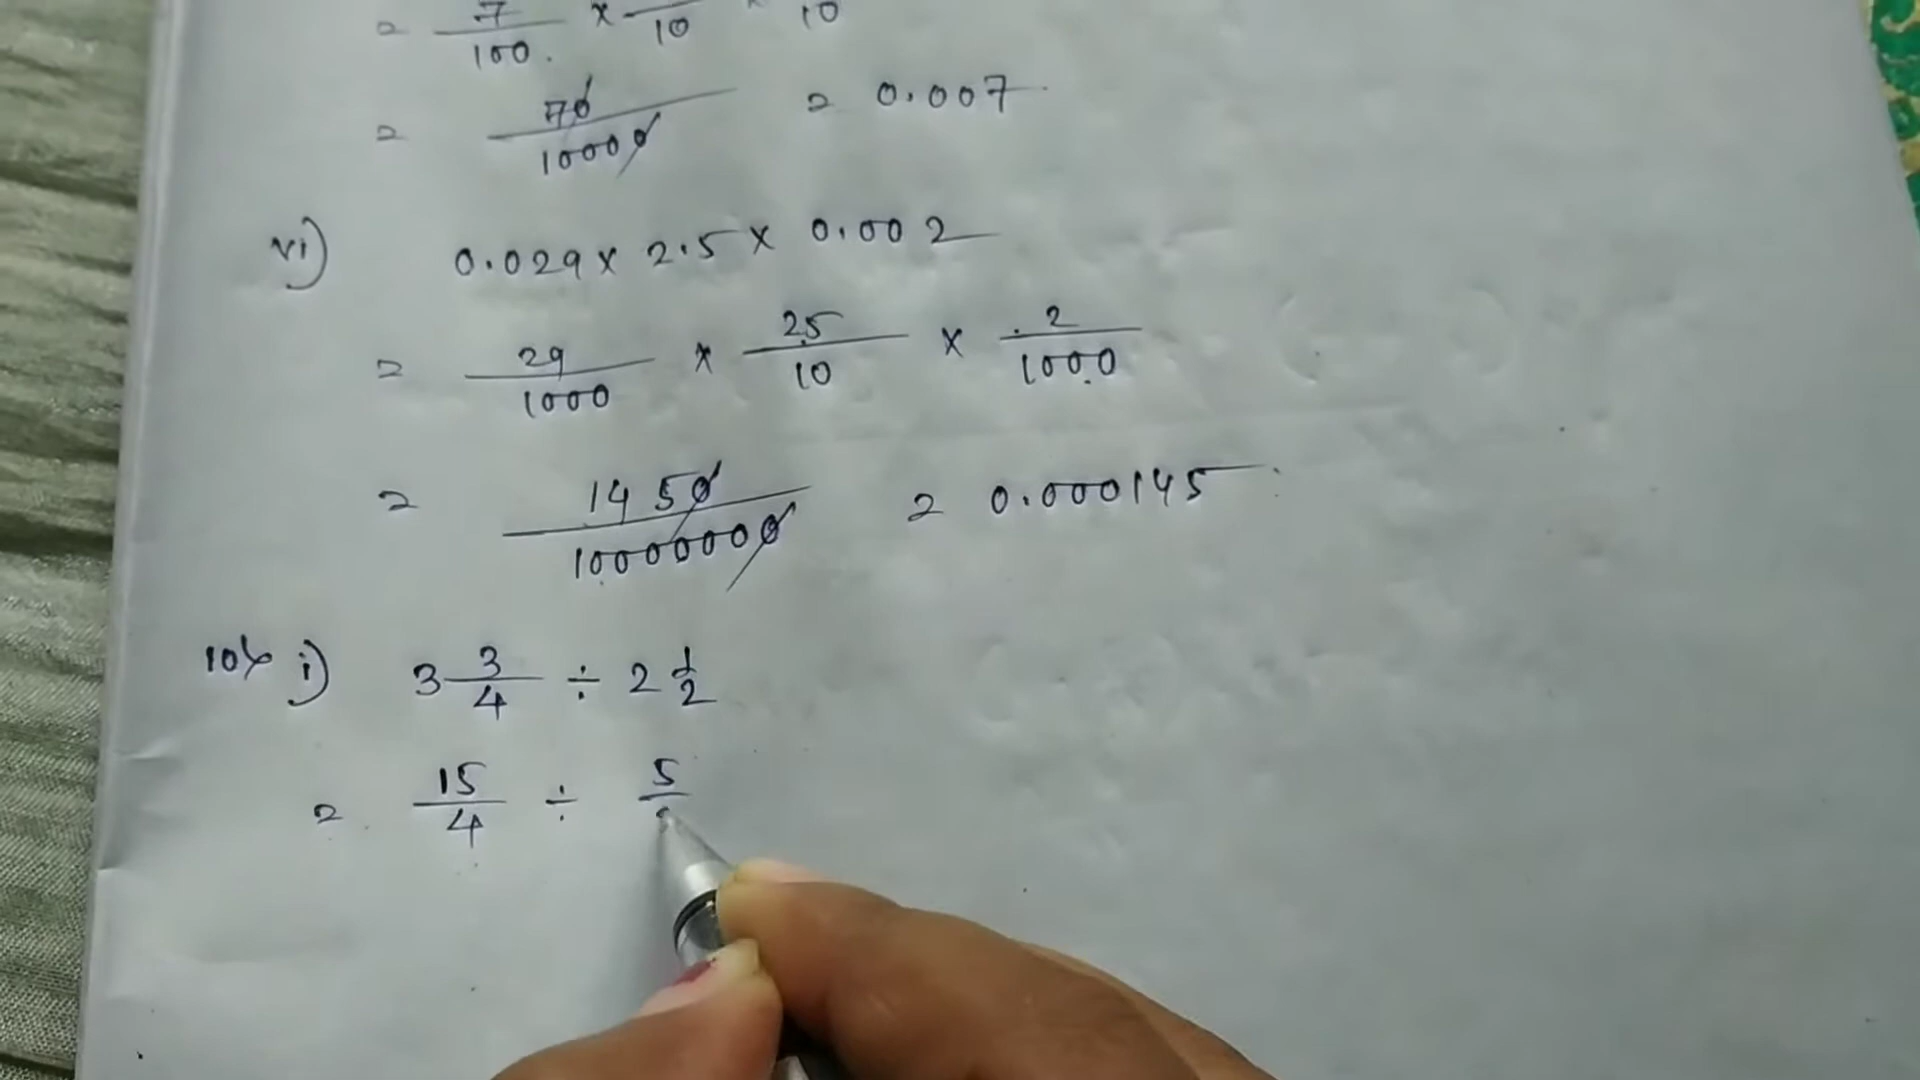 = 7/100 × /10 × /10
= 70/10000 = 0.007
vi) 0.029 × 2.5 × 0.002
= 29/1000 × 25/10 × 2/1000
= 1450/10000000 = 0.000145
10) i) 3 3/4 ÷ 2 1/2
= 15/4 ÷ 5/